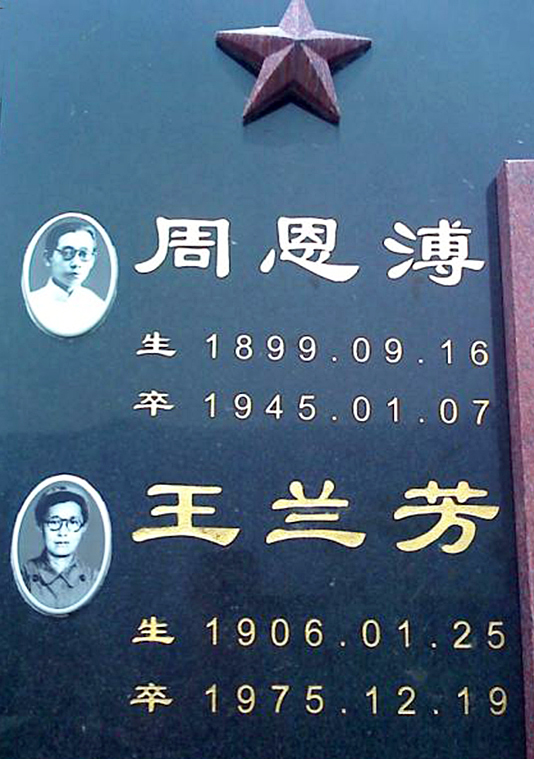 周恩溥
生 1899.09.16
卒 1945.01.07
王兰芳
生 1906.01.25
卒 1975.12.19